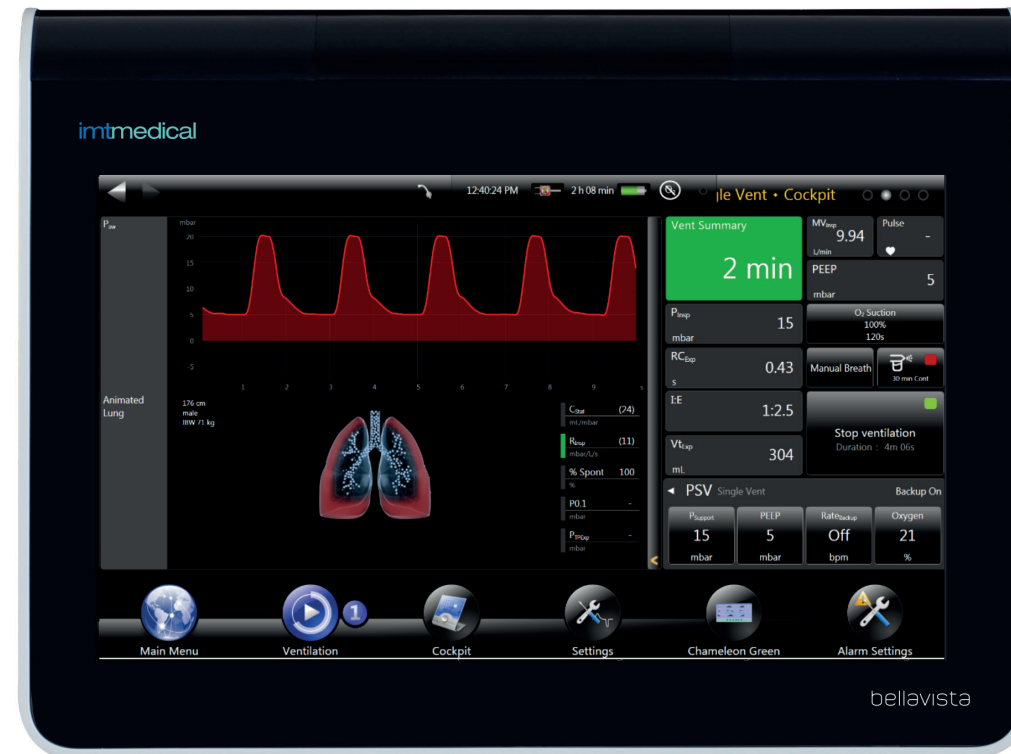 imtmedical
12:40:24 PM
2 h 08 min
O₂
gle Vent • Cockpit
Paw
mbar
20
15
10
5
0
-5
1 2 3 4 5 6 7 8 9 s
Animated
Lung
176 cm
male
IBW 71 kg
CStat (24)
mL/mbar
RInsp (11)
mbar/L/s
% Spont 100
%
P0.1 -
mbar
PTPExp -
mbar
Vent Summary
2 min
MVInsp
9.94
L/min
Pulse
-
PEEP
5
mbar
PInsp
15
mbar
O₂ Suction
100%
120s
RCExp
0.43
s
Manual Breath
30 min Cont
I:E
1:2.5
Stop ventilation
Duration : 4m 06s
VtExp
304
mL
PSV Single Vent
Backup On
PSupport
15
mbar
PEEP
5
mbar
RateBackup
Off
bpm
Oxygen
21
%
1
Main Menu
Ventilation
Cockpit
Settings
Chameleon Green
Alarm Settings
bellavista